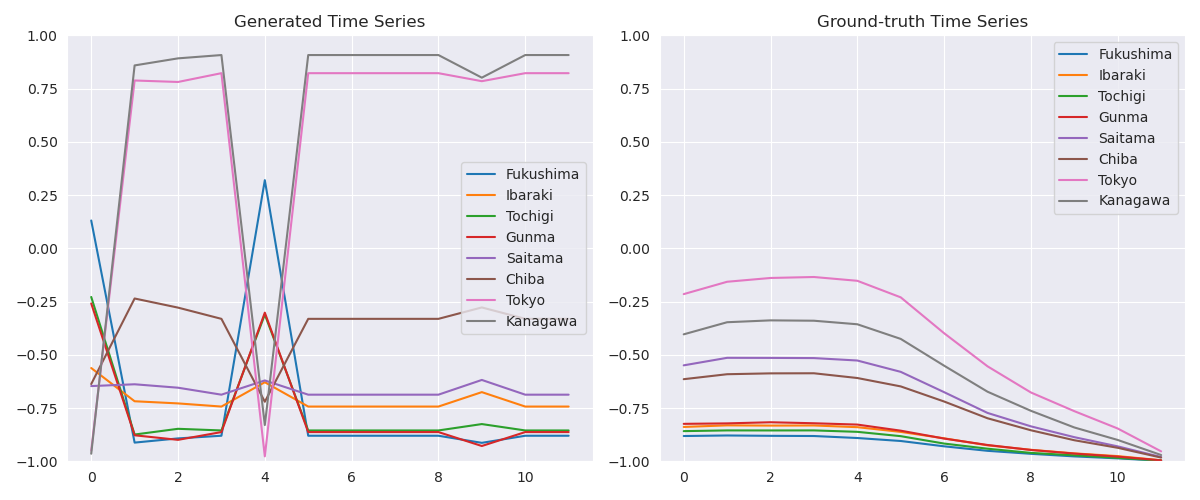 Generated Time Series
1.00
0.75
0.50
0.25
0.00
−0.25
−0.50
−0.75
−1.00
0 2 4 6 8 10
Fukushima
Ibaraki
Tochigi
Gunma
Saitama
Chiba
Tokyo
Kanagawa
Ground-truth Time Series
1.00
0.75
0.50
0.25
0.00
−0.25
−0.50
−0.75
−1.00
0 2 4 6 8 10
Fukushima
Ibaraki
Tochigi
Gunma
Saitama
Chiba
Tokyo
Kanagawa